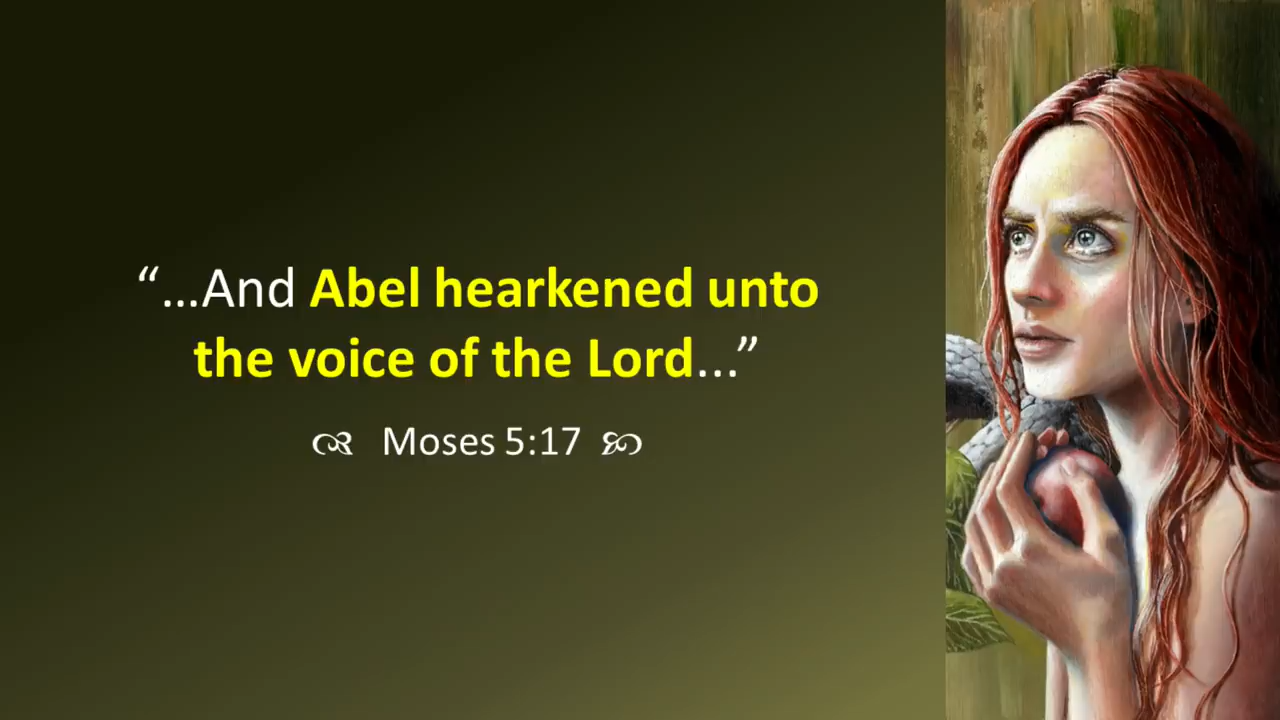 “…And Abel hearkened unto
the voice of the Lord…”
Moses 5:17